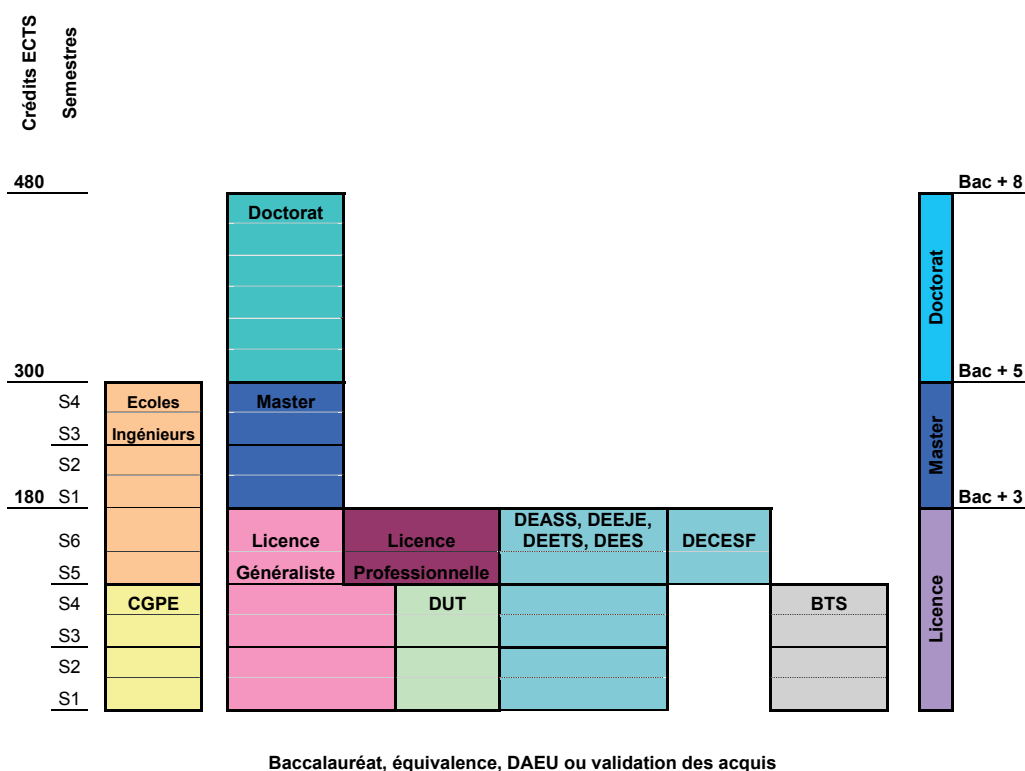 Crédits ECTS
Semestres
480
Bac + 8
Doctorat
Doctorat
300
Bac + 5
S4
Ecoles
Master
S3
Ingénieurs
Master
S2
180
S1
Bac + 3
DEASS, DEEJE,
S6
Licence
Licence
DEETS, DEES
DECESF
S5
Généraliste
Professionnelle
S4
CGPE
DUT
BTS
Licence
S3
S2
S1
Baccalauréat, équivalence, DAEU ou validation des acquis